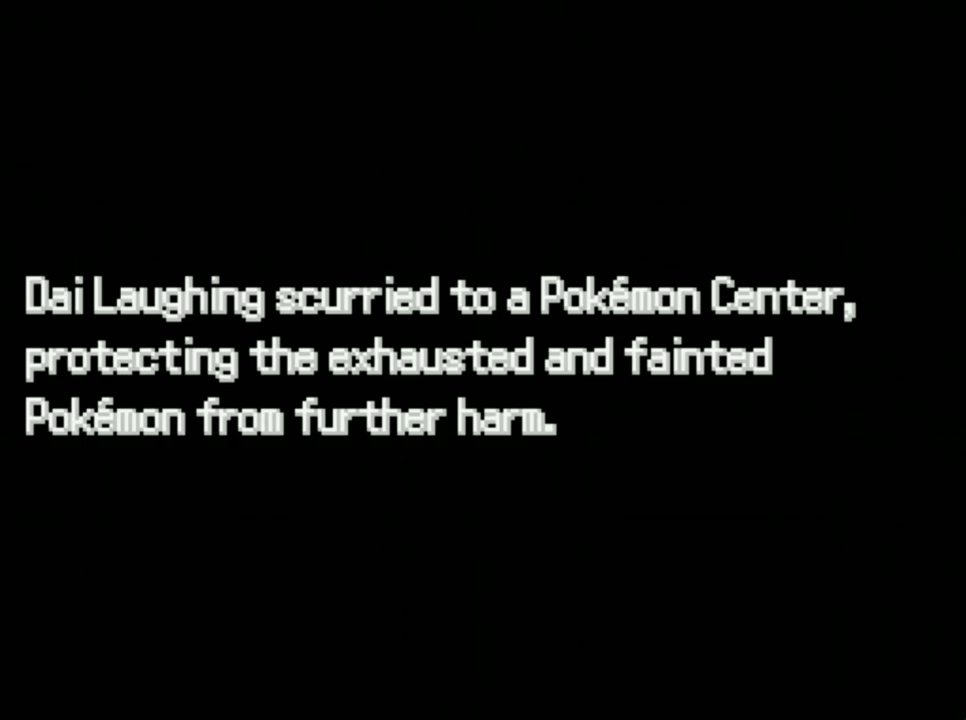 Dai Laughing scurried to a Pokémon Center,
protecting the exhausted and fainted
Pokémon from further harm.